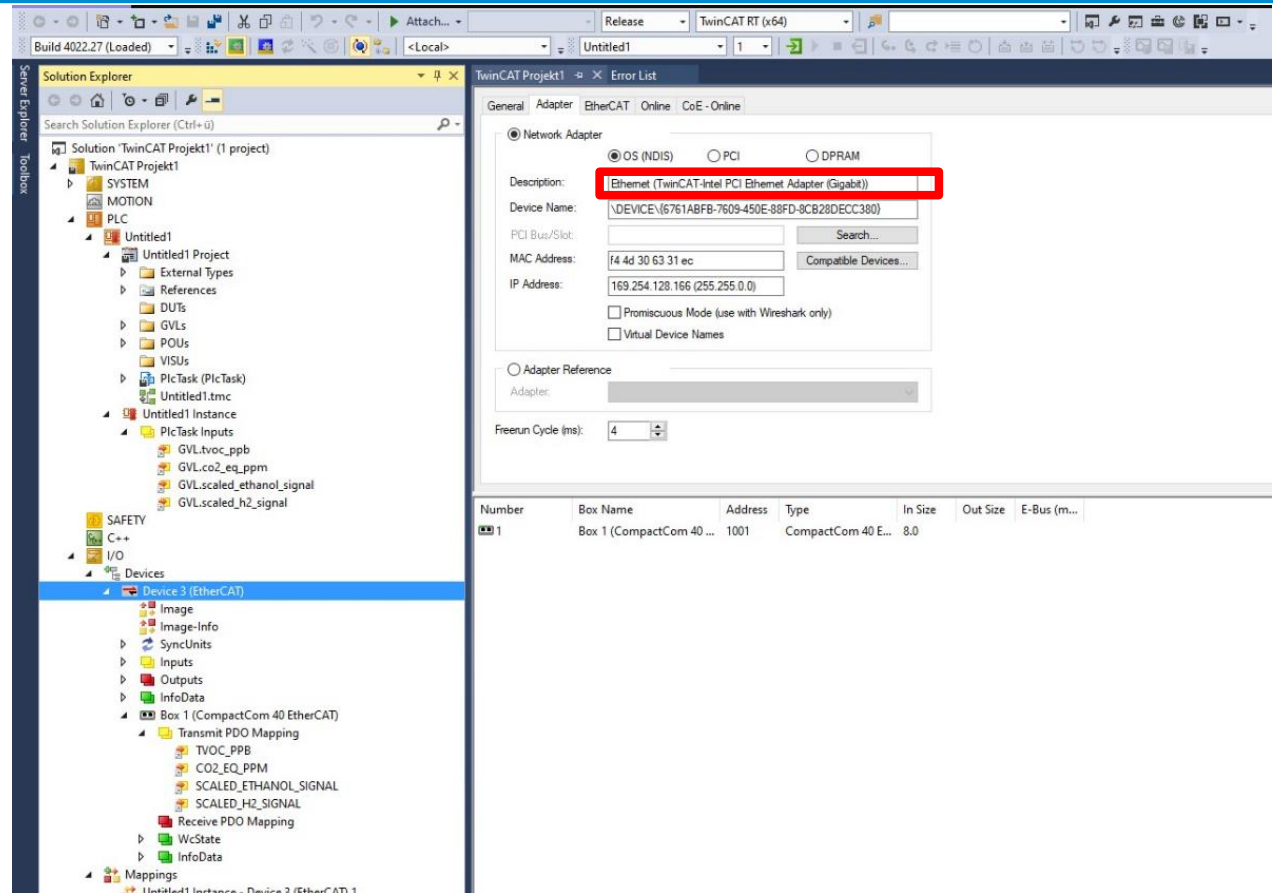 Attach...
Release
TwinCAT RT (x64)
Build 4022.27 (Loaded)
<Local>
Untitled1
1
Server Explorer
Toolbox
Solution Explorer
Search Solution Explorer (Ctrl+ü)
Solution 'TwinCAT Projekt1' (1 project)
TwinCAT Projekt1
SYSTEM
MOTION
PLC
Untitled1
Untitled1 Project
External Types
References
DUTs
GVLs
POUs
VISUs
PlcTask (PlcTask)
Untitled1.tmc
Untitled1 Instance
PlcTask Inputs
GVL.tvoc_ppb
GVL.co2_eq_ppm
GVL.scaled_ethanol_signal
GVL.scaled_h2_signal
SAFETY
C++
I/O
Devices
Device 3 (EtherCAT)
Image
Image-Info
SyncUnits
Inputs
Outputs
InfoData
Box 1 (CompactCom 40 EtherCAT)
Transmit PDO Mapping
TVOC_PPB
CO2_EQ_PPM
SCALED_ETHANOL_SIGNAL
SCALED_H2_SIGNAL
Receive PDO Mapping
WcState
InfoData
Mappings
Untitled1 Instance - Device 3 (EtherCAT) 1
TwinCAT Projekt1 Error List
General Adapter EtherCAT Online CoE - Online
Network Adapter
OS (NDIS) PCI DPRAM
Description: Ethernet (TwinCAT-Intel PCI Ethernet Adapter (Gigabit))
Device Name: \DEVICE\{6761ABFB-7609-450E-88FD-8CB28DECC380}
PCI Bus/Slot: Search...
MAC Address: f4 4d 30 63 31 ec Compatible Devices...
IP Address: 169.254.128.166 (255.255.0.0)
Promiscuous Mode (use with Wireshark only)
Virtual Device Names
Adapter Reference
Adapter:
Freerun Cycle (ms): 4
Number Box Name Address Type In Size Out Size E-Bus (m...
1 Box 1 (CompactCom 40 ... 1001 CompactCom 40 E... 8.0